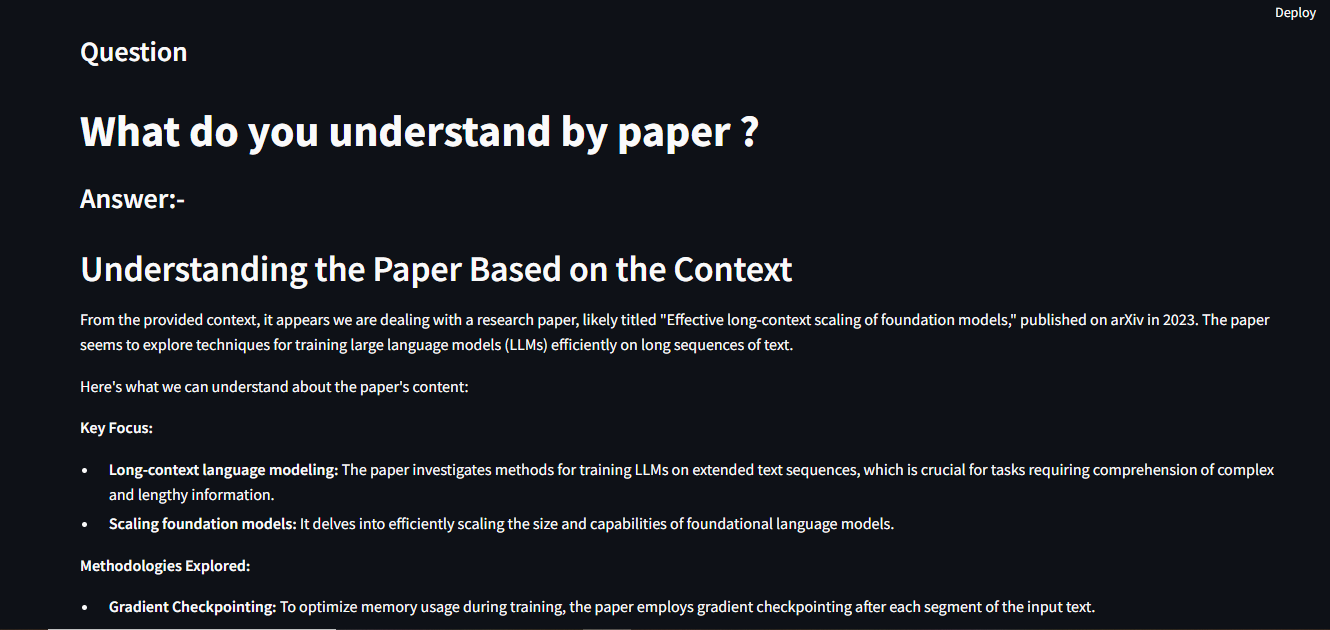 Deploy
Question
What do you understand by paper ?
Answer:-
Understanding the Paper Based on the Context
From the provided context, it appears we are dealing with a research paper, likely titled "Effective long-context scaling of foundation models," published on arXiv in 2023. The paper
seems to explore techniques for training large language models (LLMs) efficiently on long sequences of text.
Here's what we can understand about the paper's content:
Key Focus:
• Long-context language modeling: The paper investigates methods for training LLMs on extended text sequences, which is crucial for tasks requiring comprehension of complex
and lengthy information.
• Scaling foundation models: It delves into efficiently scaling the size and capabilities of foundational language models.
Methodologies Explored:
• Gradient Checkpointing: To optimize memory usage during training, the paper employs gradient checkpointing after each segment of the input text.